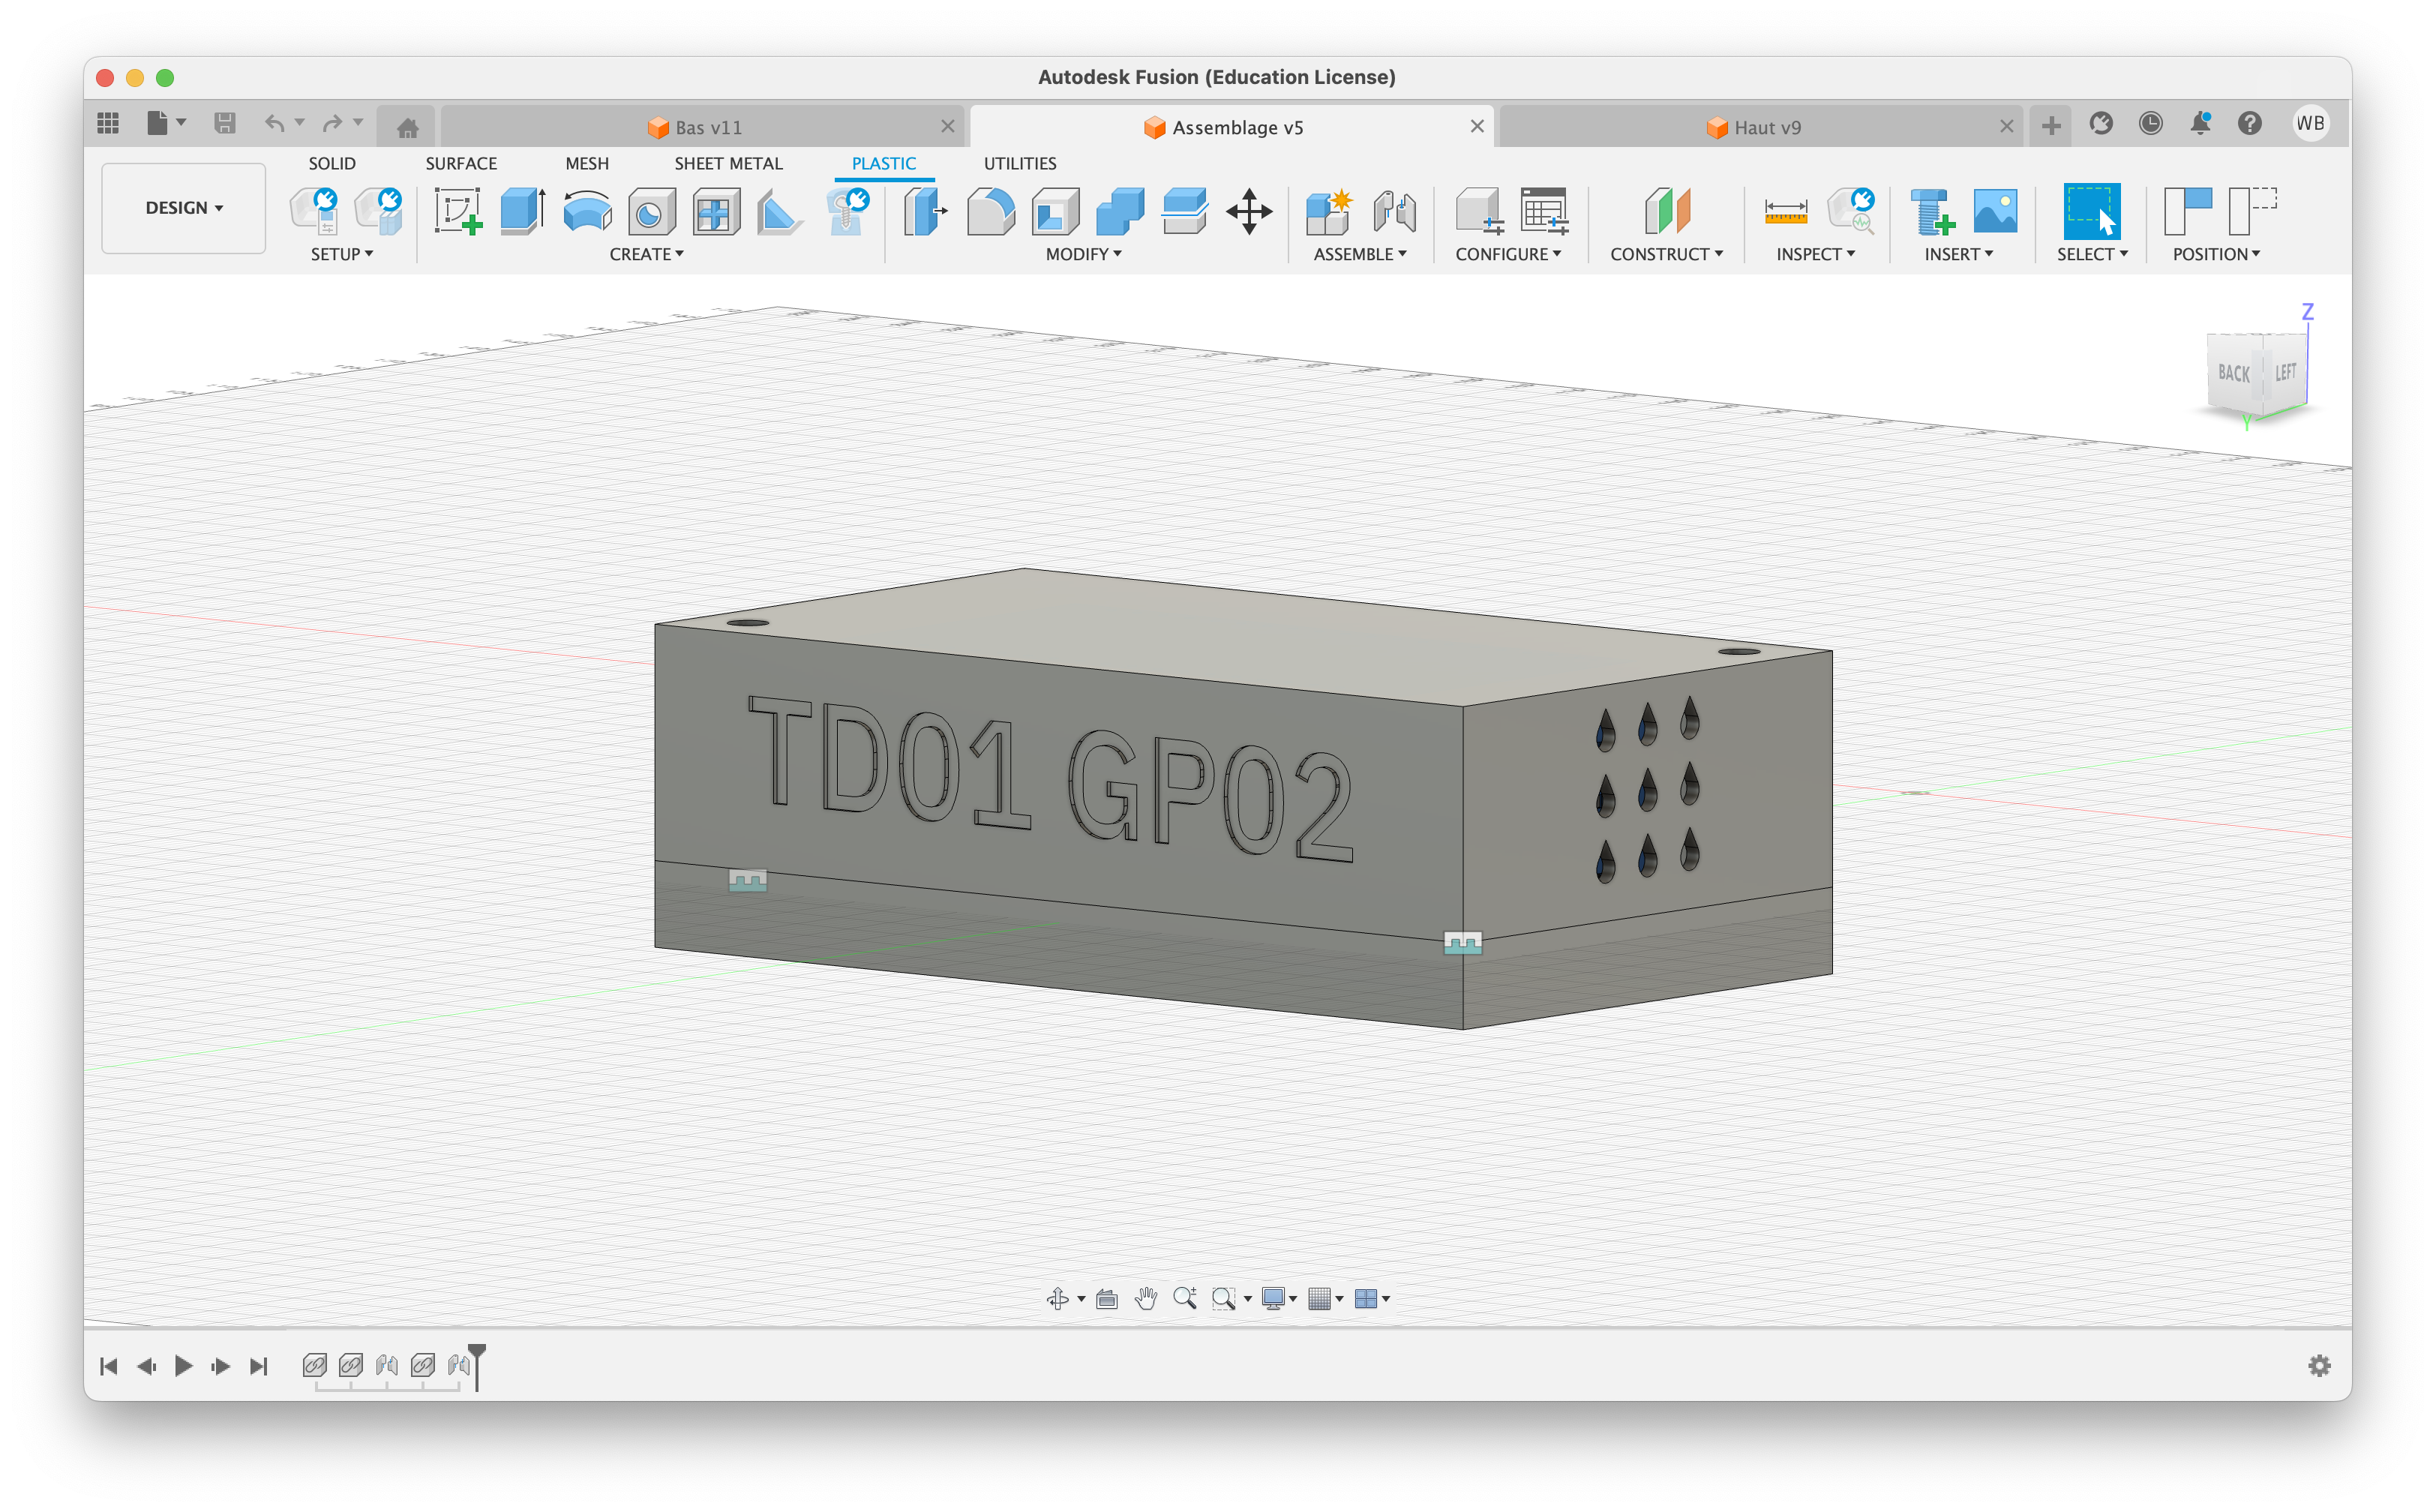 Autodesk Fusion (Education License)
Bas v11
Assemblage v5
Haut v9
WB
DESIGN
SOLID
SURFACE
MESH
SHEET METAL
PLASTIC
UTILITIES
SETUP
CREATE
MODIFY
ASSEMBLE
CONFIGURE
CONSTRUCT
INSPECT
INSERT
SELECT
POSITION
Z
BACK
LEFT
Y
TD01 GP02